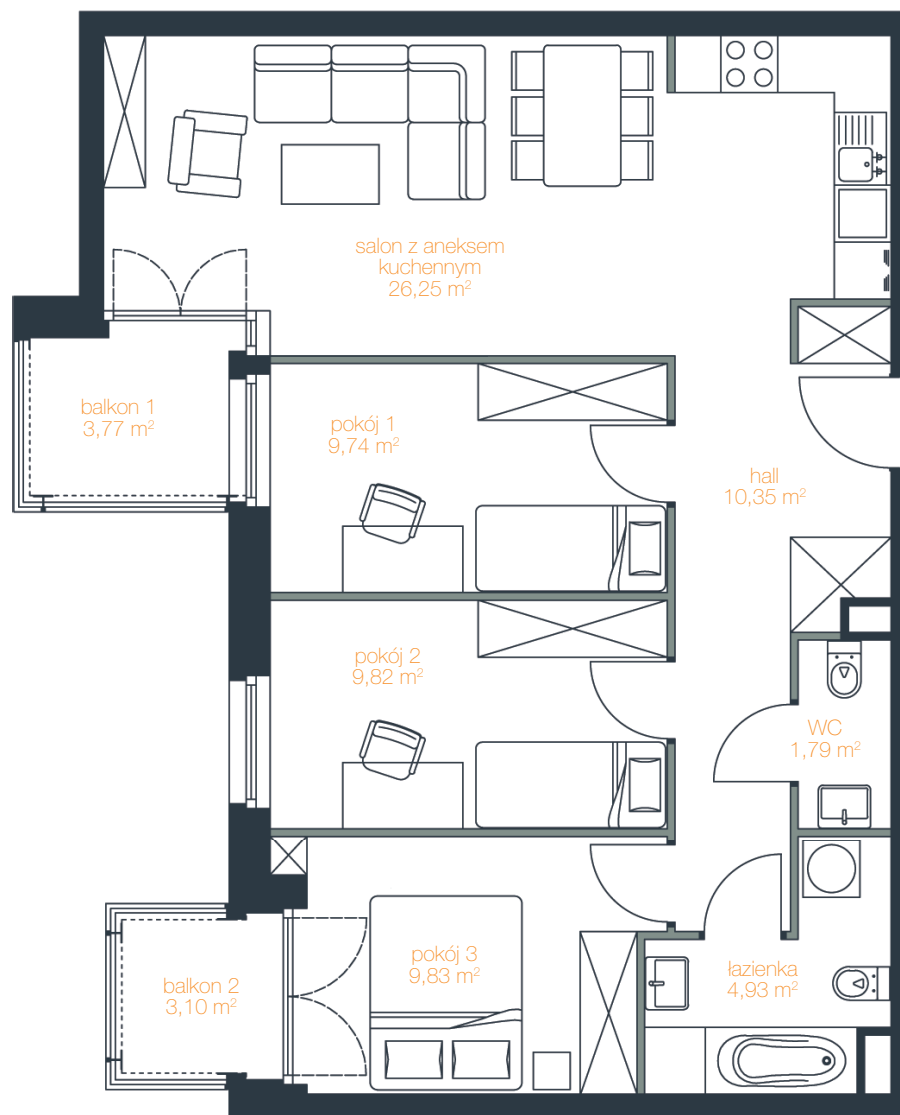 salon z aneksem
kuchennym
26,25 m²
balkon 1
3,77 m²
pokój 1
9,74 m²
hall
10,35 m²
pokój 2
9,82 m²
WC
1,79 m²
pokój 3
9,83 m²
łazienka
4,93 m²
balkon 2
3,10 m²